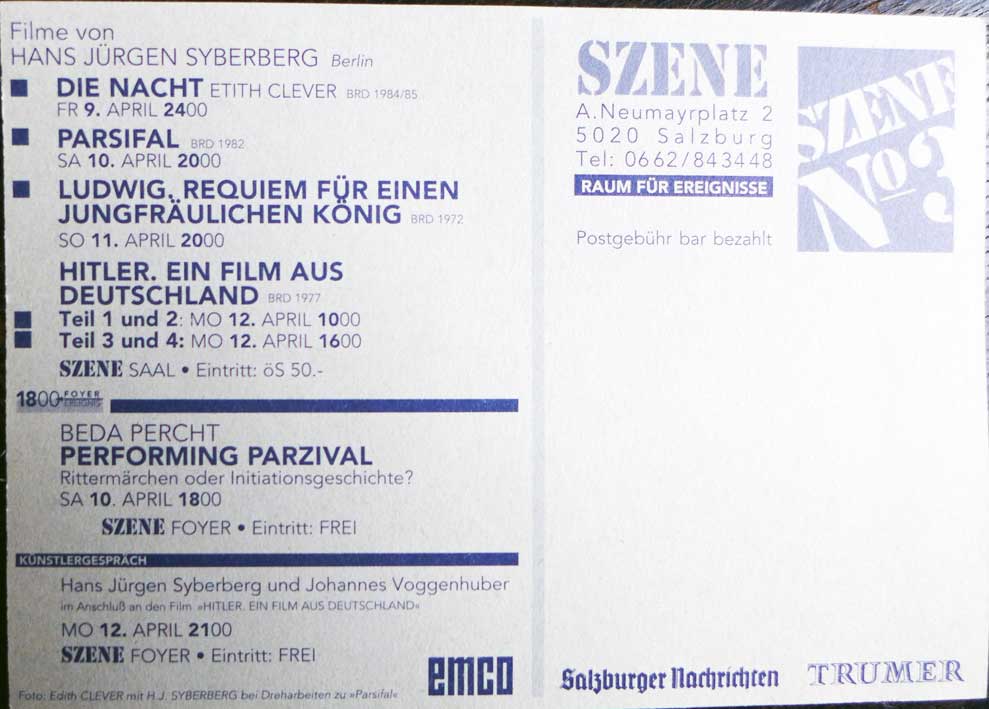 Filme von
HANS JÜRGEN SYBERBERG Berlin
DIE NACHT ETITH CLEVER BRD 1984/85
FR 9. APRIL 2400
PARSIFAL BRD 1982
SA 10. APRIL 2000
LUDWIG. REQUIEM FÜR EINEN
JUNGFRÄULICHEN KÖNIG BRD 1972
SO 11. APRIL 2000
HITLER. EIN FILM AUS
DEUTSCHLAND BRD 1977
Teil 1 und 2: MO 12. APRIL 1000
Teil 3 und 4: MO 12. APRIL 1600
SZENE SAAL • Eintritt: öS 50.-
1800 FOYER
EREIGNIS
BEDA PERCHT
PERFORMING PARZIVAL
Rittermärchen oder Initiationsgeschichte?
SA 10. APRIL 1800
SZENE FOYER • Eintritt: FREI
KÜNSTLERGESPRÄCH
Hans Jürgen Syberberg und Johannes Voggenhuber
im Anschluß an den Film »HITLER. EIN FILM AUS DEUTSCHLAND«
MO 12. APRIL 2100
SZENE FOYER • Eintritt: FREI
Foto: Edith CLEVER mit H.J. SYBERBERG bei Dreharbeiten zu »Parsifal«
emco
SZENE
A.Neumayrplatz 2
5020 Salzburg
Tel: 0662/843448
RAUM FÜR EREIGNISSE
Postgebühr bar bezahlt
SZENE
No3
Salzburger Nachrichten
TRUMER